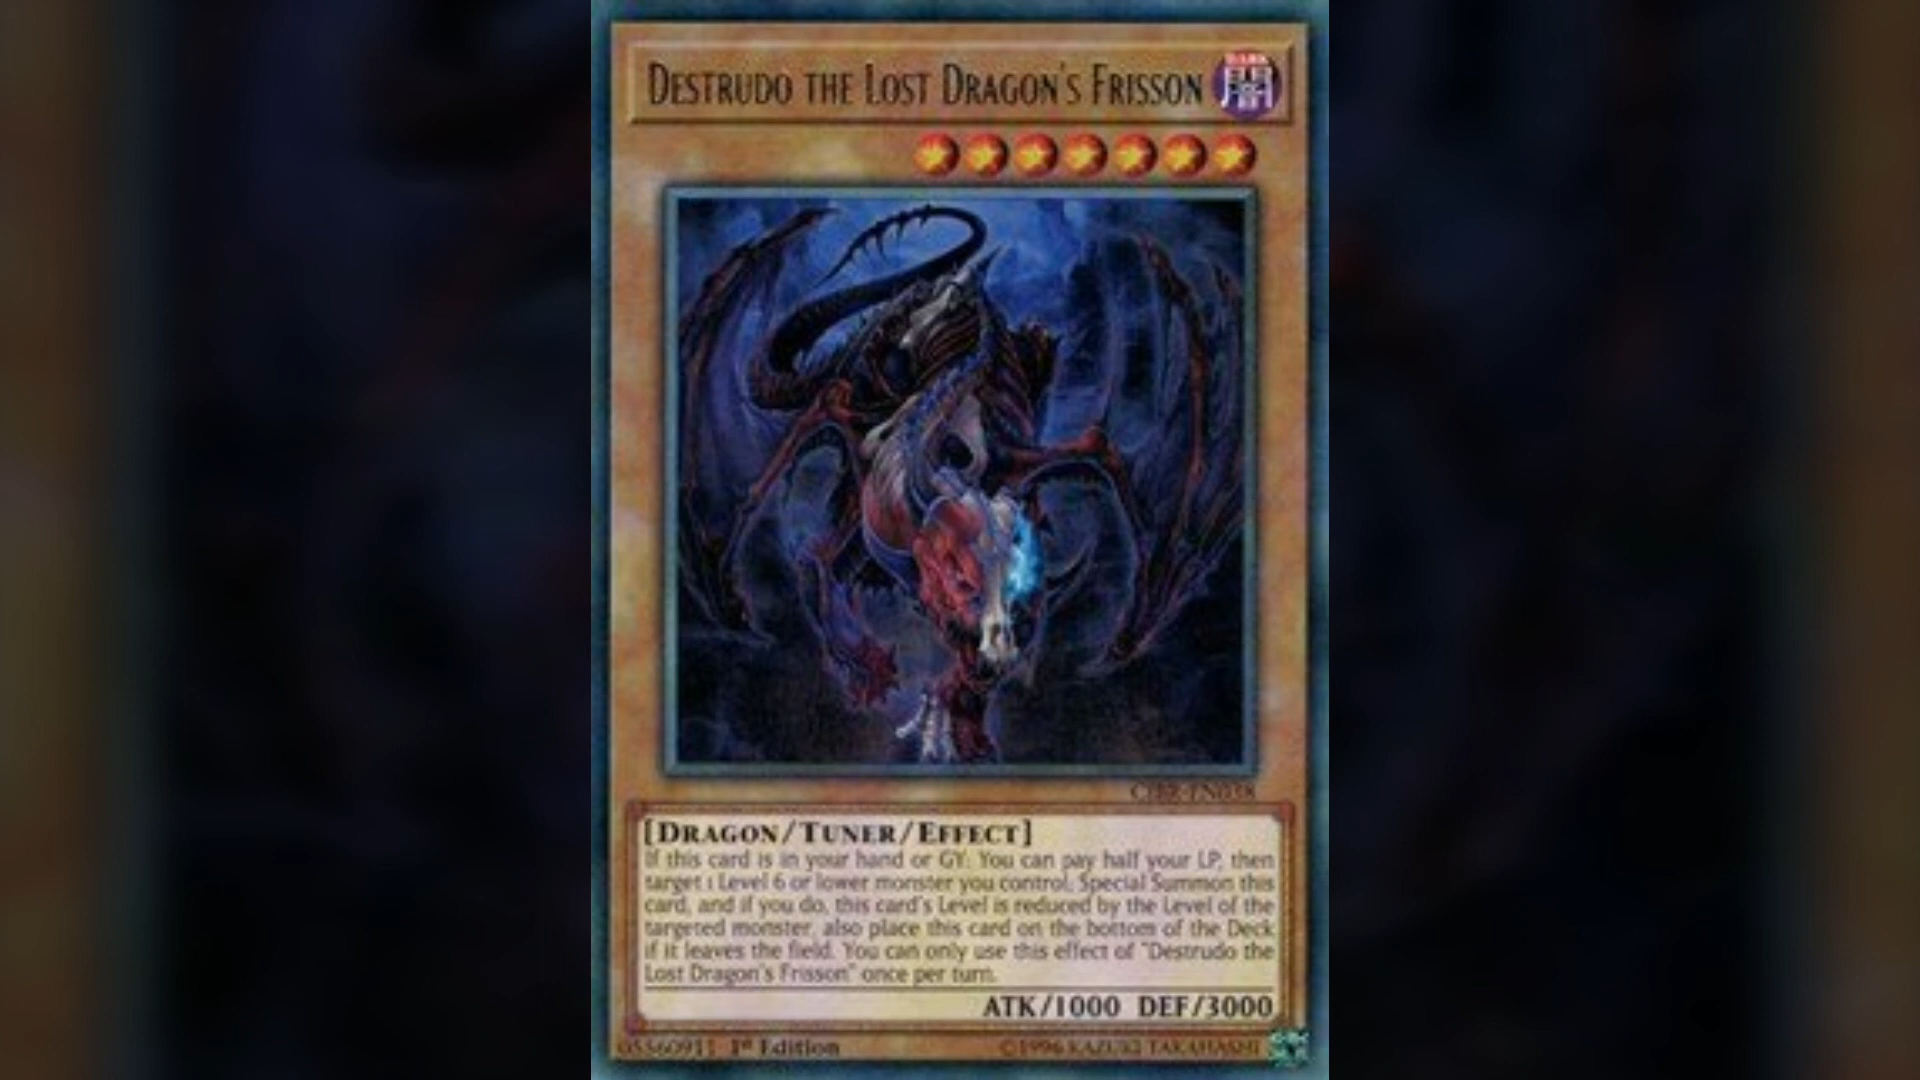 DESTRUDO THE LOST DRAGON'S FRISSON
闇
CIBR-EN038
[DRAGON/TUNER/EFFECT]
If this card is in your hand or GY: You can pay half your LP, then
target 1 Level 6 or lower monster you control; Special Summon this
card, and if you do, this card's Level is reduced by the Level of the
targeted monster, also place this card on the bottom of the Deck
if it leaves the field. You can only use this effect of "Destrudo the
Lost Dragon's Frisson" once per turn.
ATK/1000 DEF/3000
05560911 1st Edition ©1996 KAZUKI TAKAHASHI